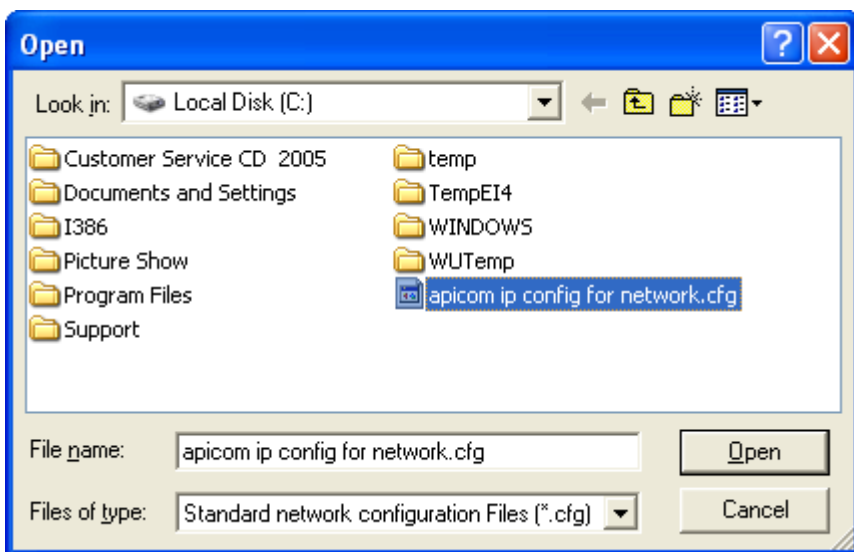 Open
Look in: Local Disk (C:)
Customer Service CD  2005
Documents and Settings
I386
Picture Show
Program Files
Support
temp
TempEI4
WINDOWS
WUTemp
apicom ip config for network.cfg
File name: apicom ip config for network.cfg Open
Files of type: Standard network configuration Files (*.cfg) Cancel